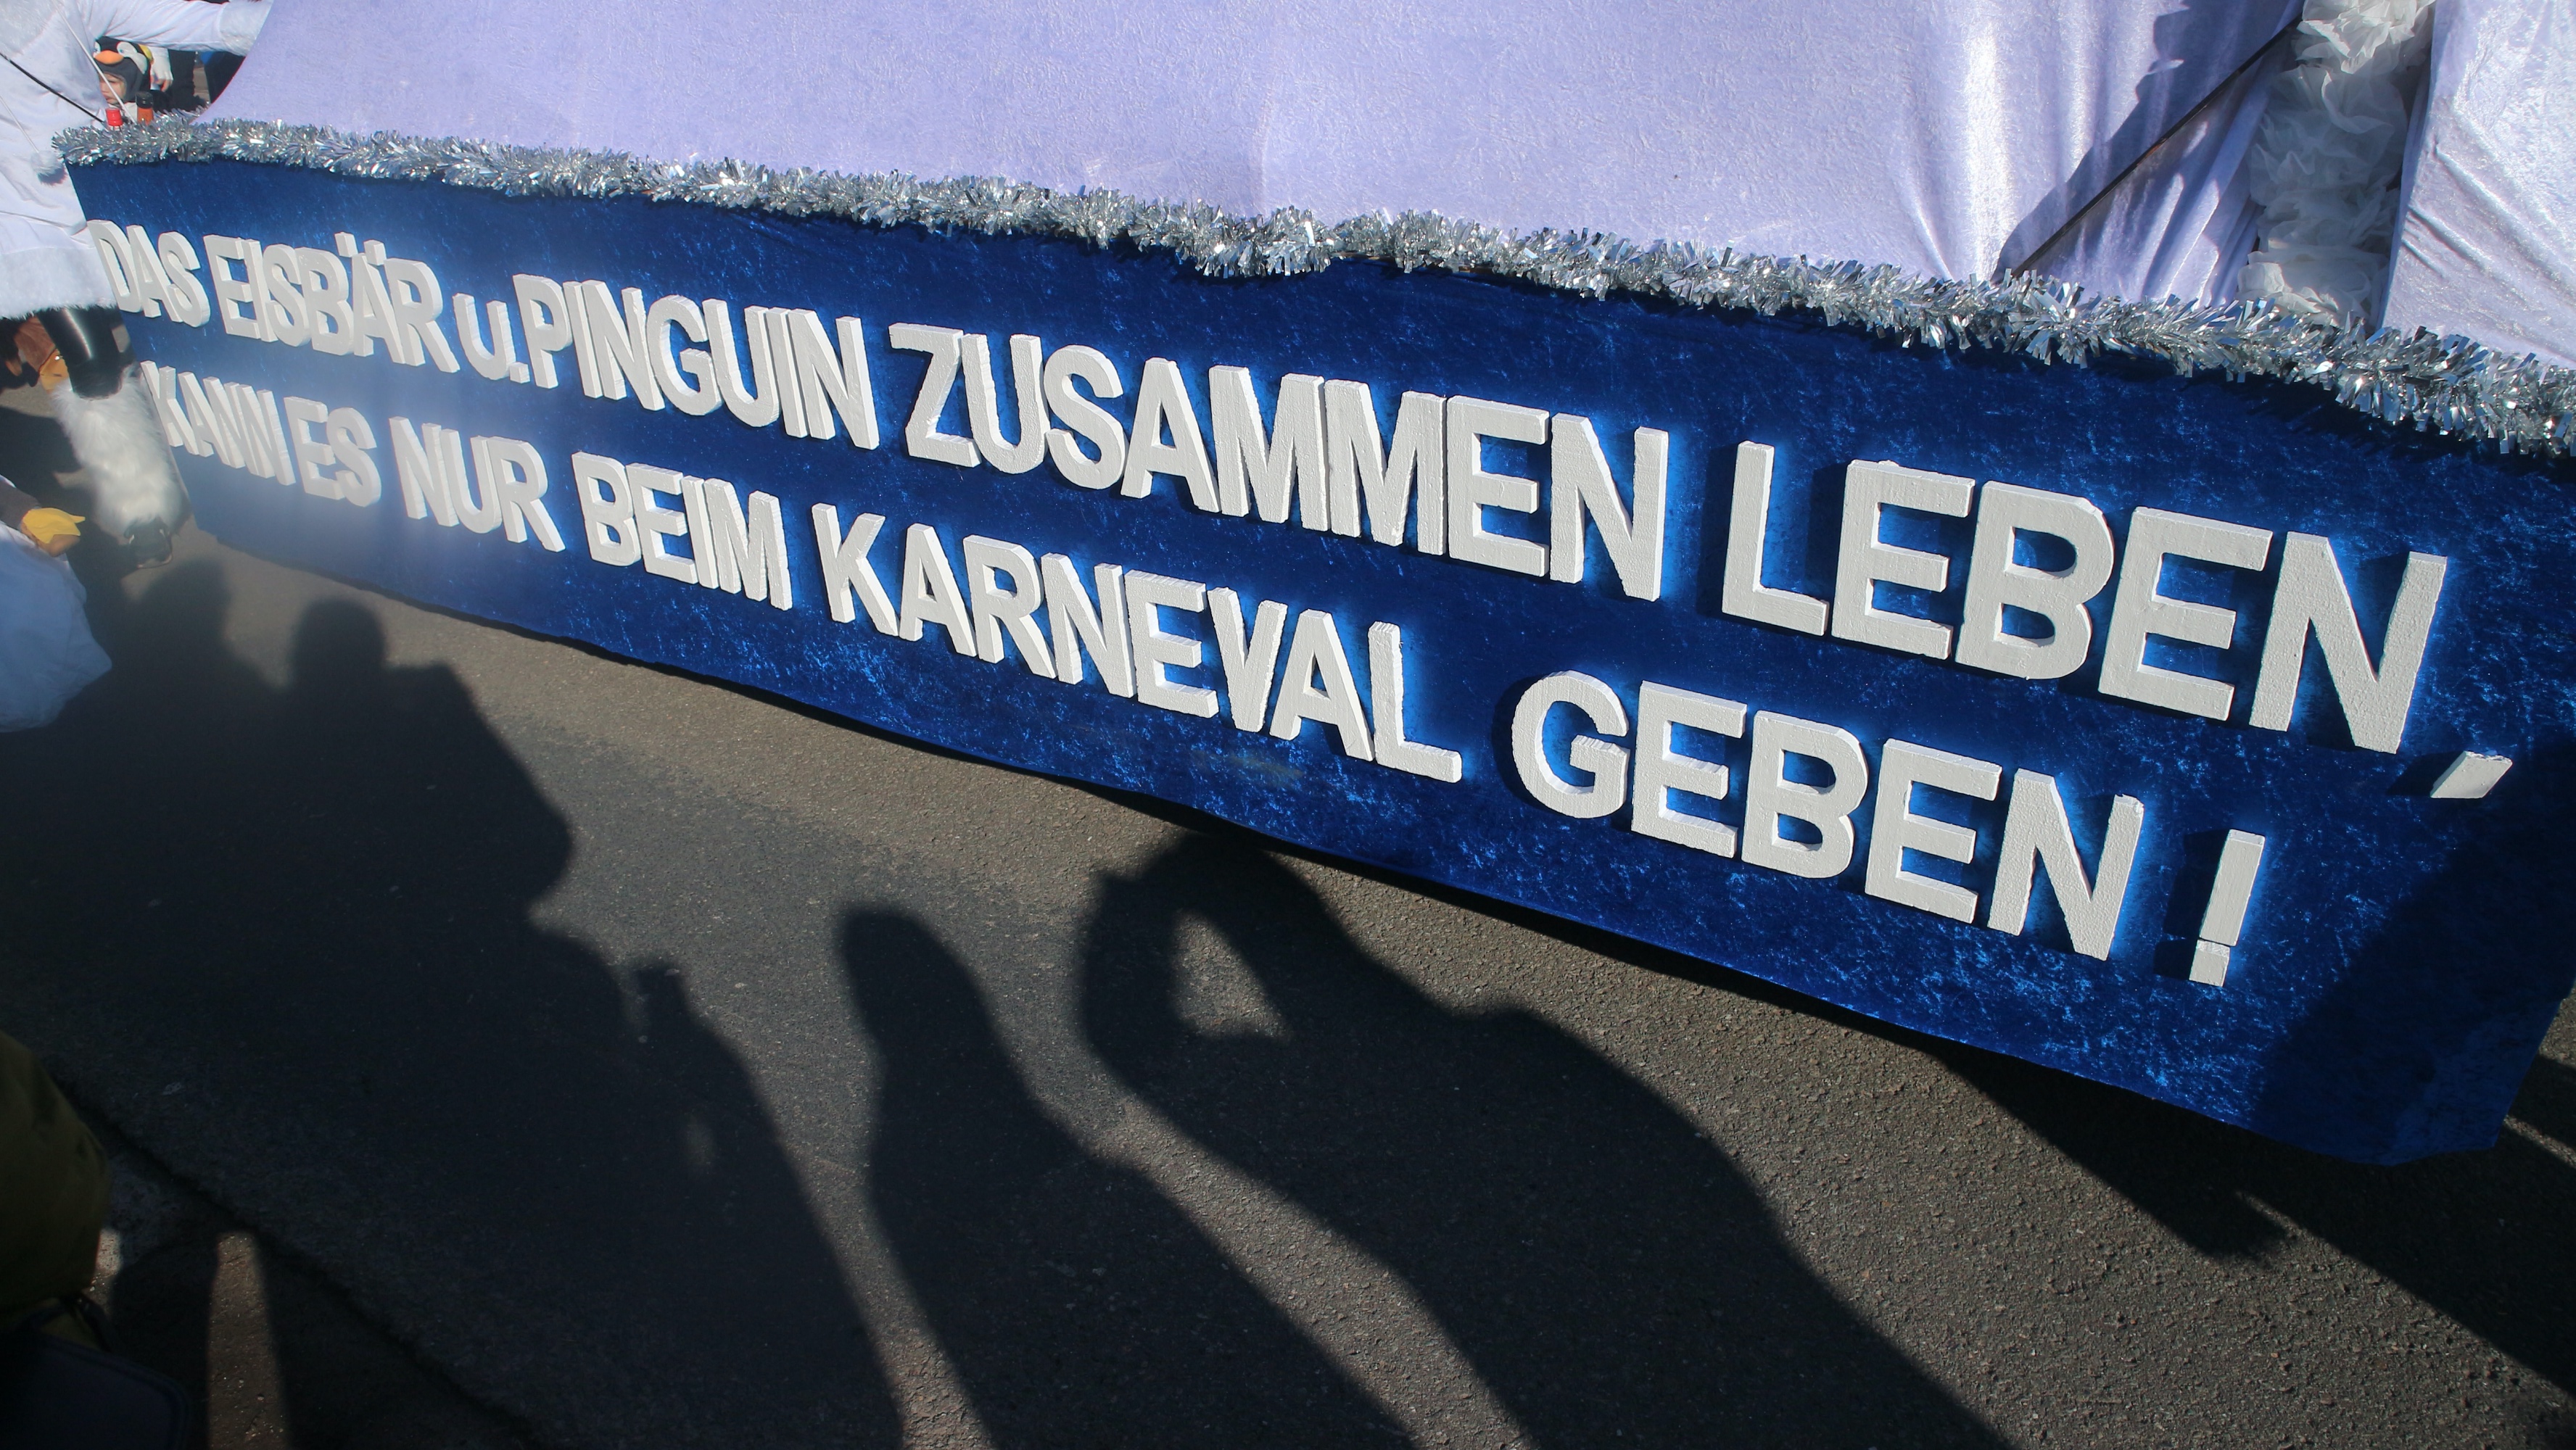 DAS EISBÄR u. PINGUIN ZUSAMMEN LEBEN,
KANN ES NUR BEIM KARNEVAL GEBEN!